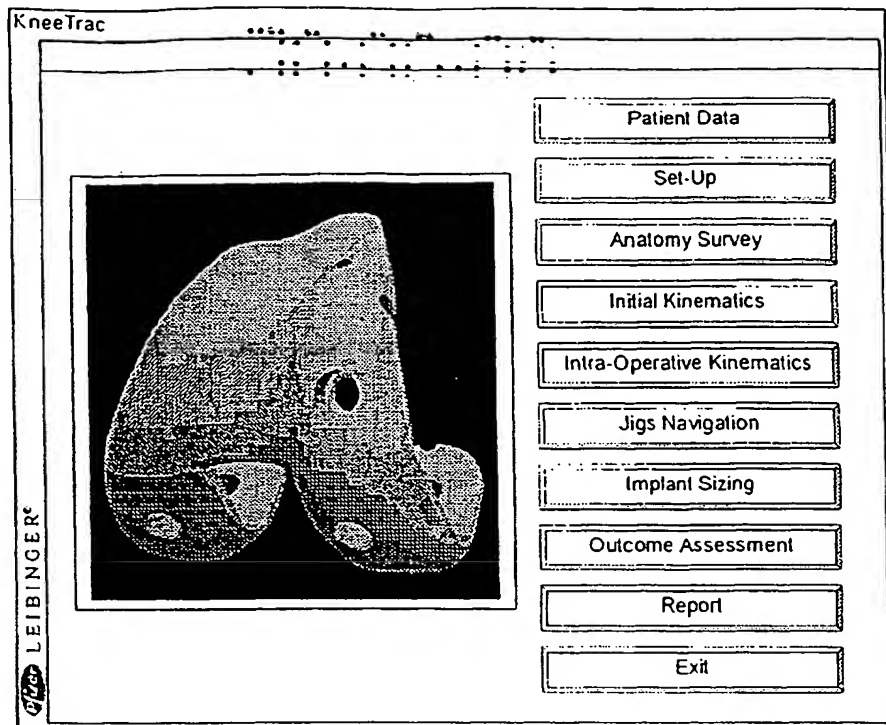 KneeTrac
Patient Data
Set-Up
Anatomy Survey
Initial Kinematics
Intra-Operative Kinematics
Jigs Navigation
Implant Sizing
Outcome Assessment
Report
Exit
LEIBINGER